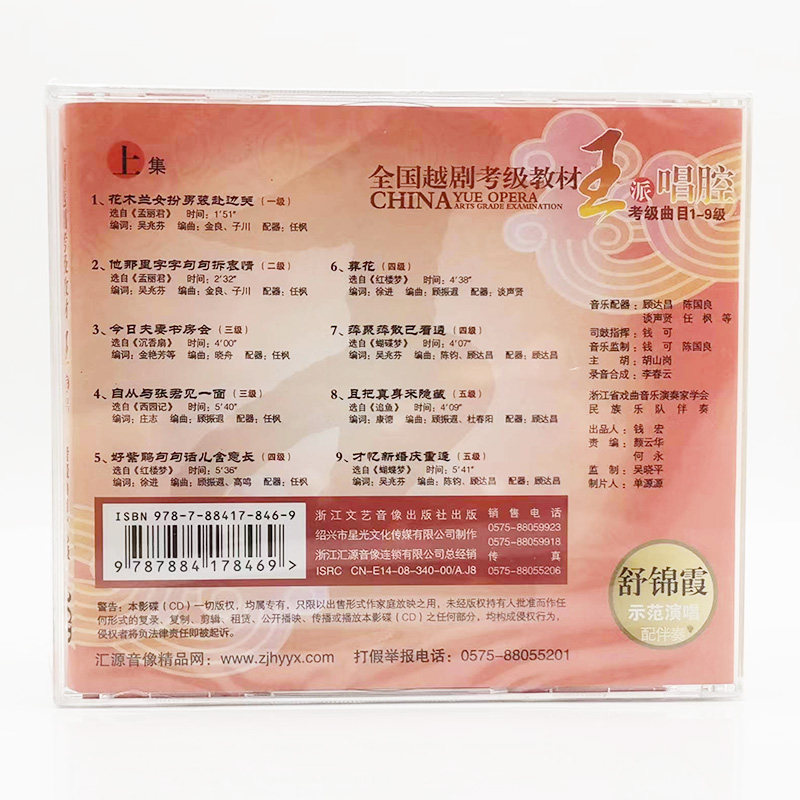 上集
全国越剧考级教材
CHINA YUE OPERA
ARTS GRADE EXAMINATION
王派唱腔
考级曲目1-9级
1、花木兰女扮男装赴边关（一级）
选自《孟丽君》 时间：1′51″
编词：吴兆芬 编曲：金良、子川 配器：任枫
2、他那里字字句句拆衷情（二级）
选自《孟丽君》 时间：2′32″
编词：吴兆芬 编曲：金良、子川 配器：任枫
3、今日夫妻书房会（三级）
选自《沉香扇》 时间：4′00″
编词：金艳芳等 编曲：晓舟 配器：任枫
4、自从与张君见一面（三级）
选自《西园记》 时间：5′40″
编词：庄志 编曲：顾振遐 配器：任枫
5、好紫鹃句句话儿含意长（四级）
选自《红楼梦》 时间：5′36″
编词：徐进 编曲：顾振遐、高鸣 配器：任枫
6、葬花（四级）
选自《红楼梦》 时间：4′38″
编词：徐进 编曲：顾振遐 配器：谈声贤
7、萍聚萍散已看透（四级）
选自《蝴蝶梦》 时间：4′07″
编词：吴兆芬 编曲：陈钧、顾达昌 配器：顾达昌
8、且把真身来隐藏（五级）
选自《追鱼》 时间：4′09″
编词：康德 编曲：顾振遐、杜春阳 配器：顾达昌
9、才忆新婚庆重逢（五级）
选自《蝴蝶梦》 时间：5′41″
编词：吴兆芬 编曲：陈钧、顾达昌 配器：顾达昌
音乐配器：顾达昌 陈国良
谈声贤 任枫 等
司鼓指挥：钱可
音乐监制：钱可 陈国良
主胡：胡山岗
录音合成：李春云
浙江省戏曲音乐演奏家学会
民族乐队伴奏
出品人：钱宏
责编：颜云华
何永
监制：吴晓平
制片人：单源源
ISBN 978-7-88417-846-9
9 787884 178469
浙江文艺音像出版社出版
绍兴市星光文化传媒有限公司制作
浙江汇源音像连锁有限公司总经销
ISRC CN-E14-08-340-00/A.J8
销售电话
0575-88059923
0575-88059918
传真
0575-88055206
舒锦霞
示范演唱
配伴奏
警告：本影碟（CD）一切版权，均属专有，只限以出售形式作家庭放映之用，未经版权持有人批准而作任
何形式的复录、复制、剪辑、租赁、公开播映、传播或播放本影碟（CD）之任何部分，均构成侵权行为，
侵权者将负法律责任即被起诉。
汇源音像精品网：www.zjhyyx.com 打假举报电话：0575-88055201